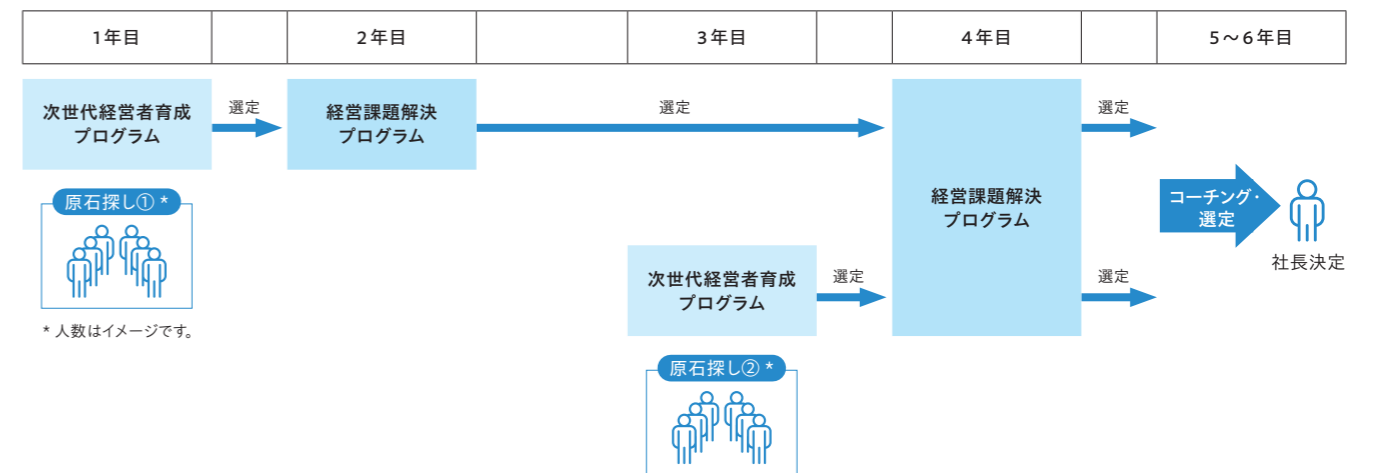 1年目
2年目
3年目
4年目
5～6年目
次世代経営者育成
プログラム
選定
経営課題解決
プログラム
選定
経営課題解決
プログラム
選定
コーチング・
選定
社長決定
原石探し① *
* 人数はイメージです。
次世代経営者育成
プログラム
選定
選定
原石探し② *